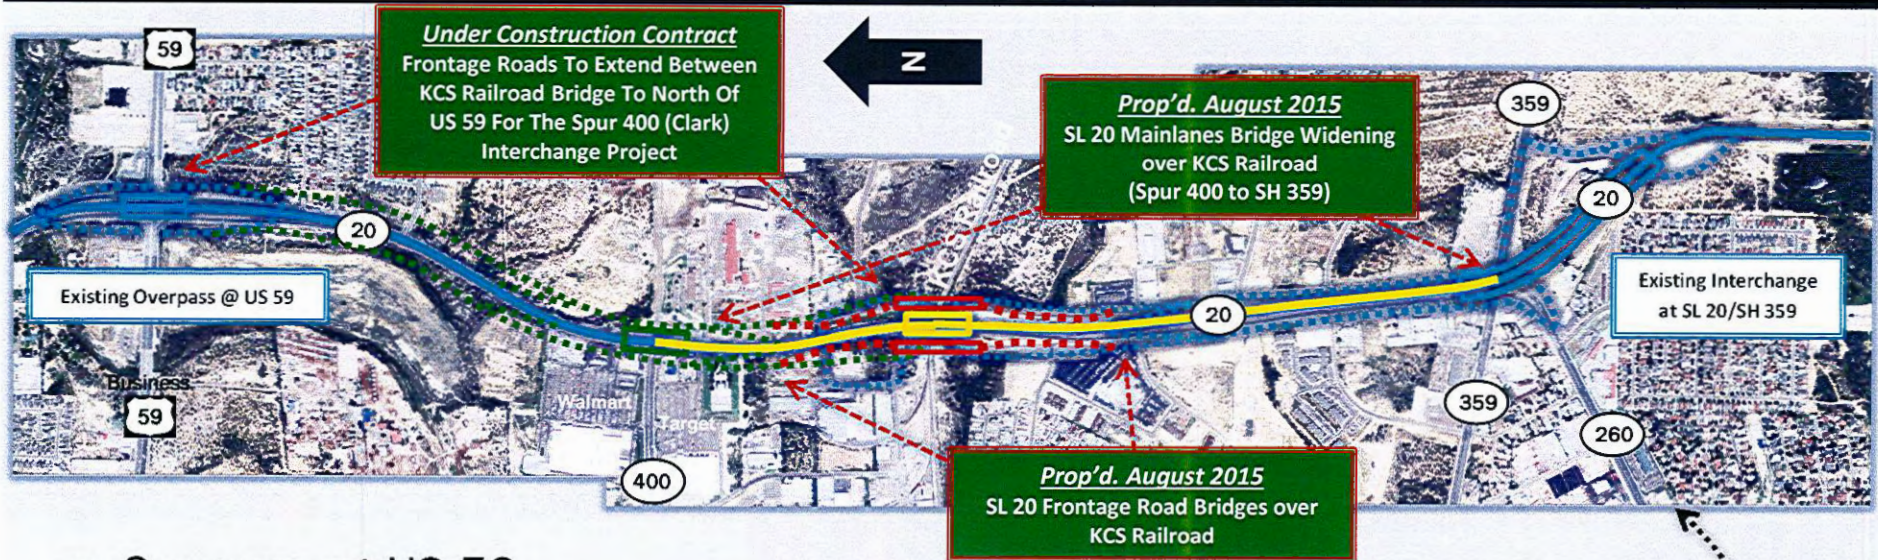 59
Under Construction Contract
Frontage Roads To Extend Between
KCS Railroad Bridge To North Of
US 59 For The Spur 400 (Clark)
Interchange Project
N
Prop'd. August 2015
SL 20 Mainlanes Bridge Widening
over KCS Railroad
(Spur 400 to SH 359)
359
20
20
20
KCS Railroad
Existing Overpass @ US 59
Existing Interchange
at SL 20/SH 359
Business
59
Walmart
Target
400
359
260
Prop'd. August 2015
SL 20 Frontage Road Bridges over
KCS Railroad